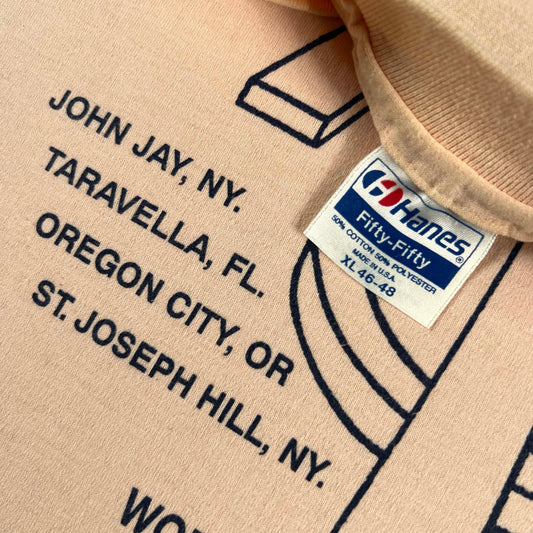 JOHN JAY, NY.
TARAVELLA, FL.
OREGON CITY, OR
ST. JOSEPH HILL, NY.
Hanes
Fifty-Fifty
50% COTTON 50% POLYESTER
MADE IN U.S.A.
XL 46-48